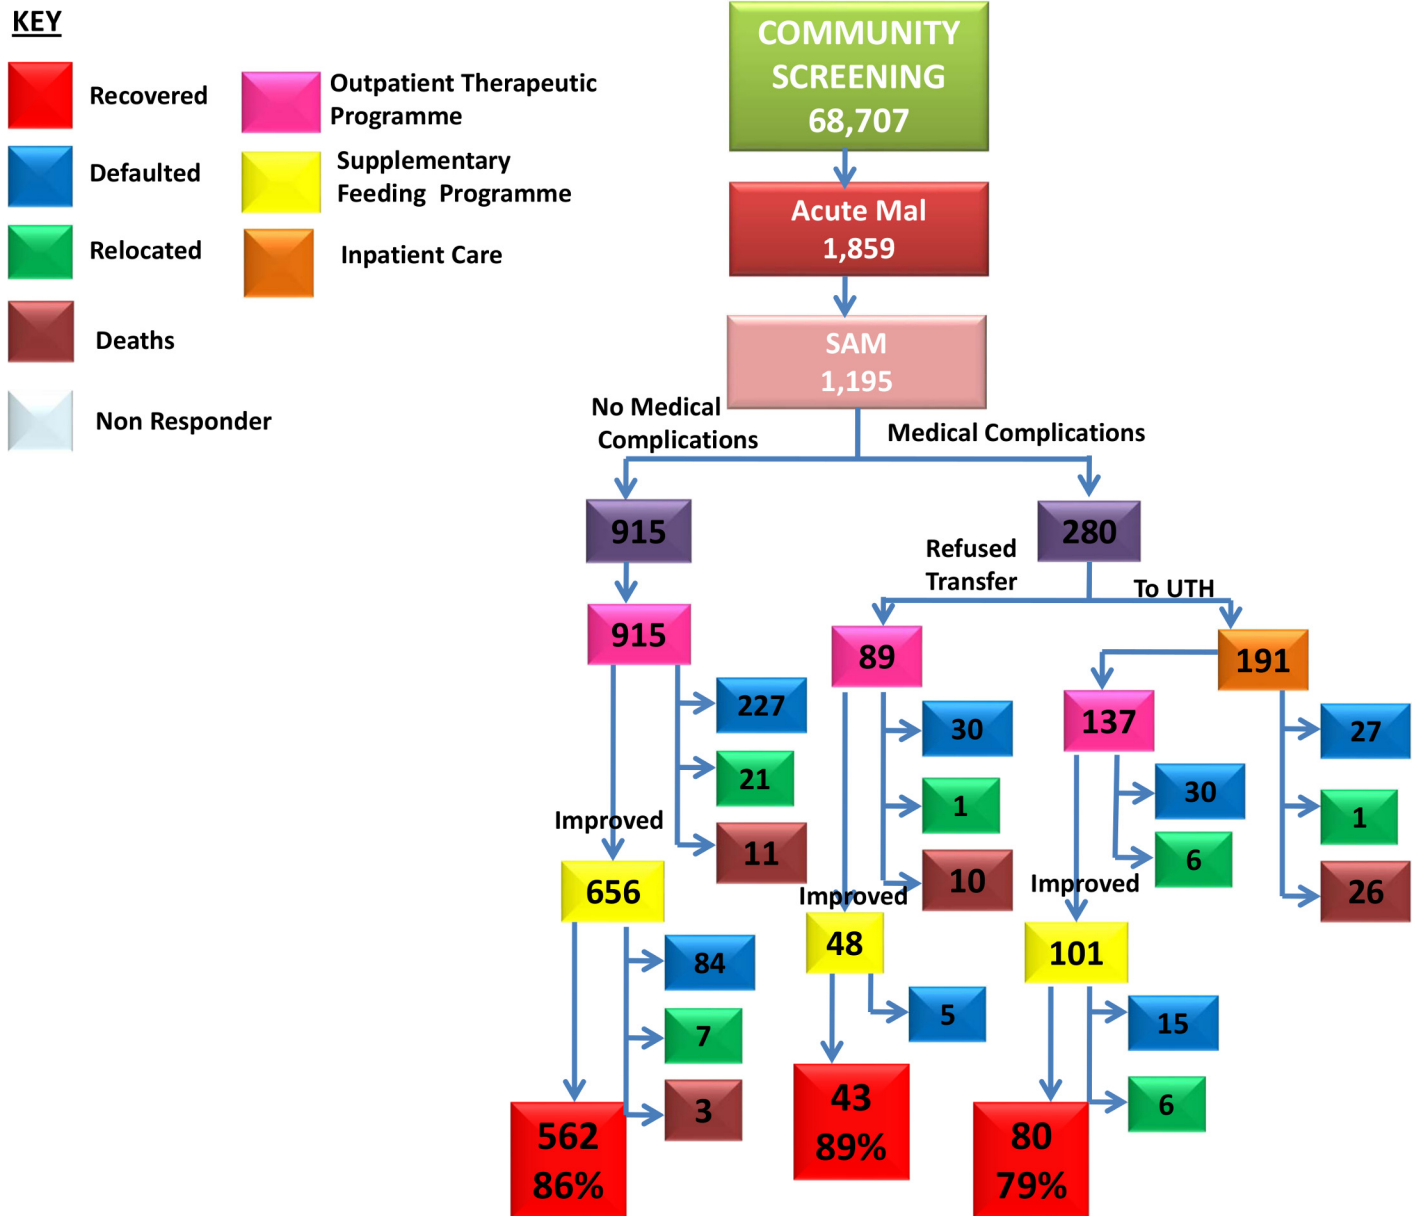 KEY
Recovered
Defaulted
Relocated
Deaths
Non Responder
Outpatient Therapeutic
Programme
Supplementary
Feeding Programme
Inpatient Care
COMMUNITY
SCREENING
68,707
Acute Mal
1,859
SAM
1,195
No Medical
Complications
Medical Complications
915
280
Refused
Transfer
To UTH
915
89
191
227
21
11
30
1
10
137
27
1
26
30
6
Improved
Improved
Improved
656
48
101
84
7
3
5
15
6
562
86%
43
89%
80
79%